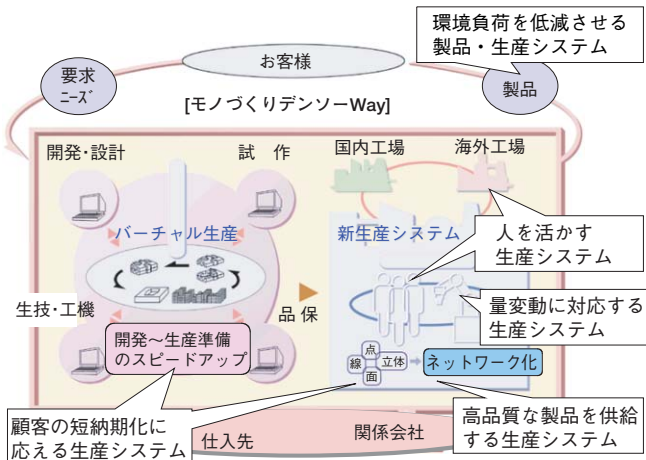 環境負荷を低減させる
製品・生産システム
お客様
要求
ニーズ
製品
[モノづくりデンソーWay]
開発・設計
試 作
国内工場
海外工場
バーチャル生産
新生産システム
人を活かす
生産システム
生技・工機
品 保
量変動に対応する
生産システム
開発～生産準備
のスピードアップ
点
線
立体
面
ネットワーク化
顧客の短納期化に
応える生産システム
仕入先
関係会社
高品質な製品を供給
する生産システム